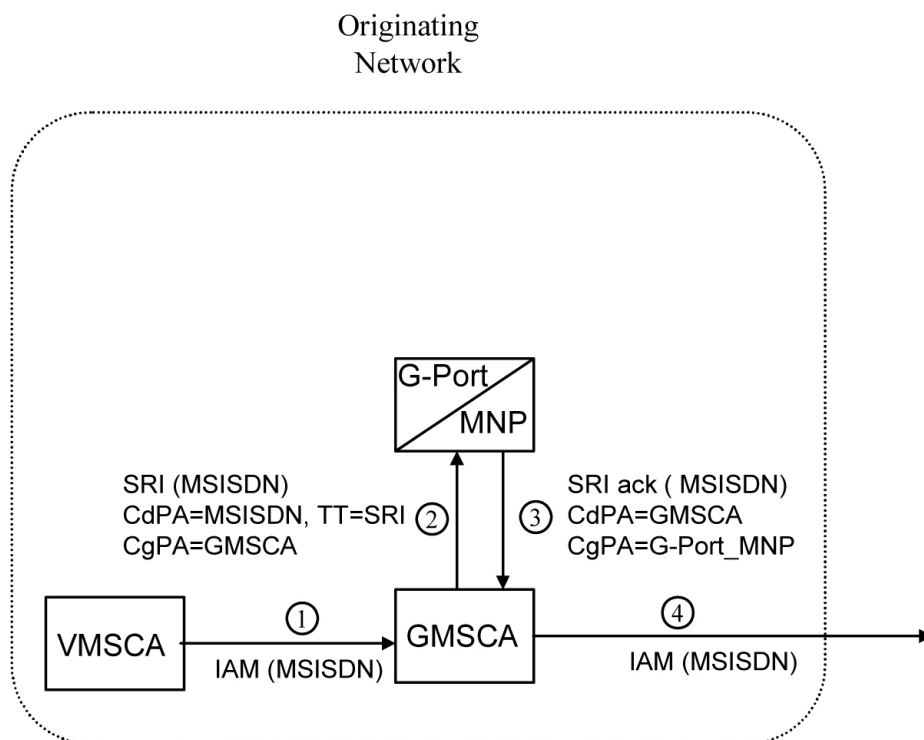 Originating
Network
G-Port
MNP
SRI (MSISDN)
CdPA=MSISDN, TT=SRI
CgPA=GMSCA
2
3
SRI ack ( MSISDN)
CdPA=GMSCA
CgPA=G-Port_MNP
VMSCA
1
IAM (MSISDN)
GMSCA
4
IAM (MSISDN)